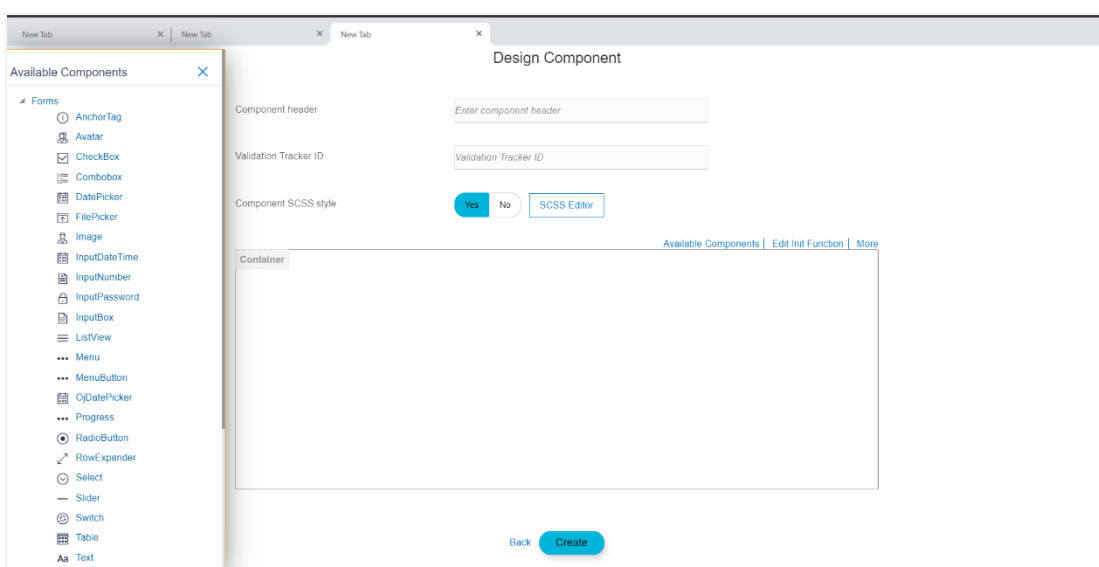 New Tab
New Tab
New Tab
Design Component
Available Components
Forms
AnchorTag
Avatar
CheckBox
Combobox
DatePicker
FilePicker
Image
InputDateTime
InputNumber
InputPassword
InputBox
ListView
Menu
MenuButton
OjDatePicker
Progress
RadioButton
RowExpander
Select
Slider
Switch
Table
Aa Text
Component header
Enter component header
Validation Tracker ID
Validation Tracker ID
Component SCSS style
Yes No SCSS Editor
Available Components | Edit Init Function | More
Container
Back Create